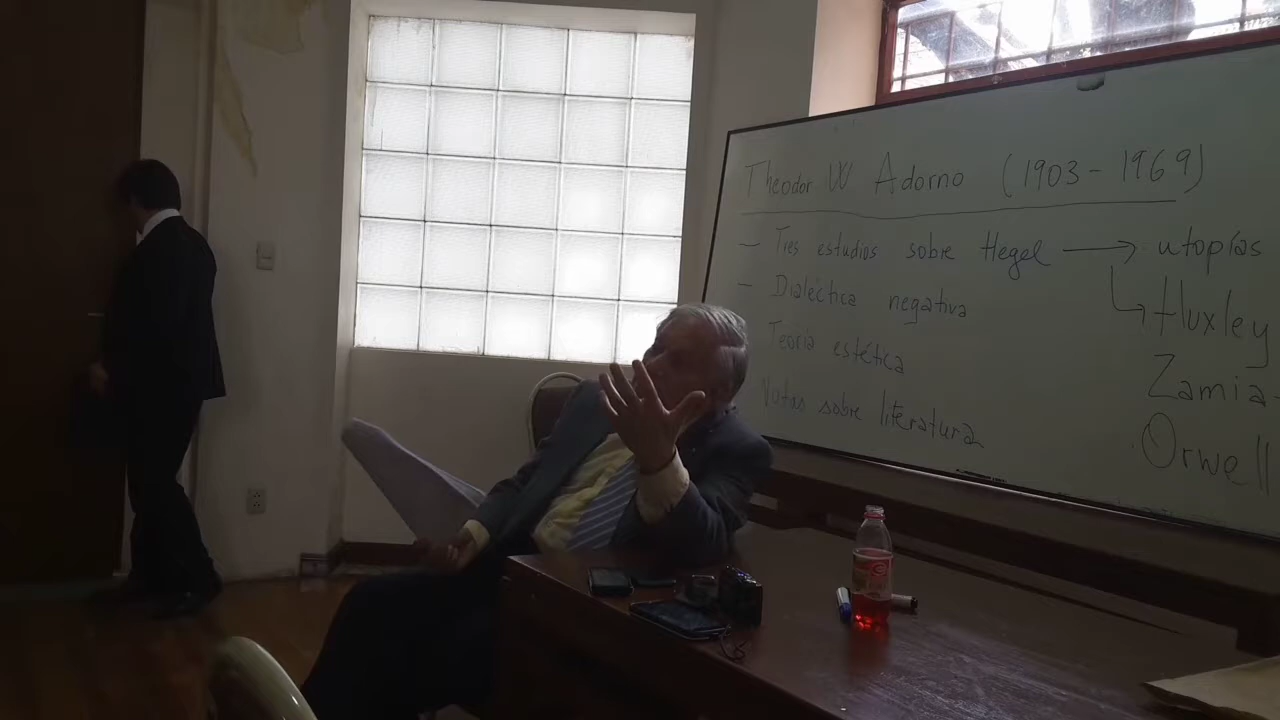 Theodor W Adorno (1903 - 1969)
- Tres estudios sobre Hegel → utopías
- Dialéctica negativa ↳ Huxley
Teoría estética
Zamia
Notas sobre literatura
Orwell